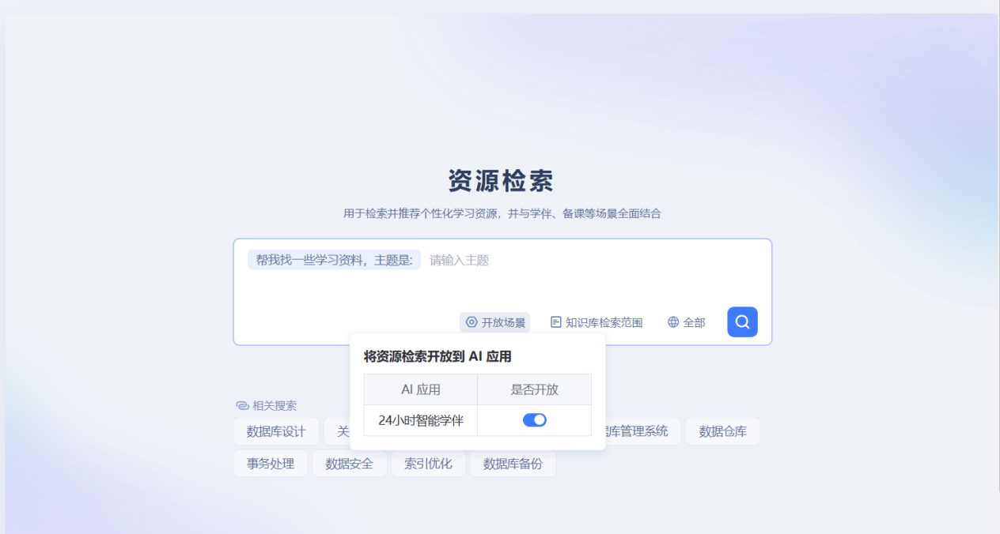 资源检索
用于检索并推荐个性化学习资源，并与学伴、备课等场景全面结合
帮我找一些学习资料，主题是: 请输入主题
开放场景 知识库检索范围 全部
将资源检索开放到 AI 应用
AI 应用 是否开放
24小时智能学伴
相关搜索
数据库设计 关 库管理系统 数据仓库
事务处理 数据安全 索引优化 数据库备份